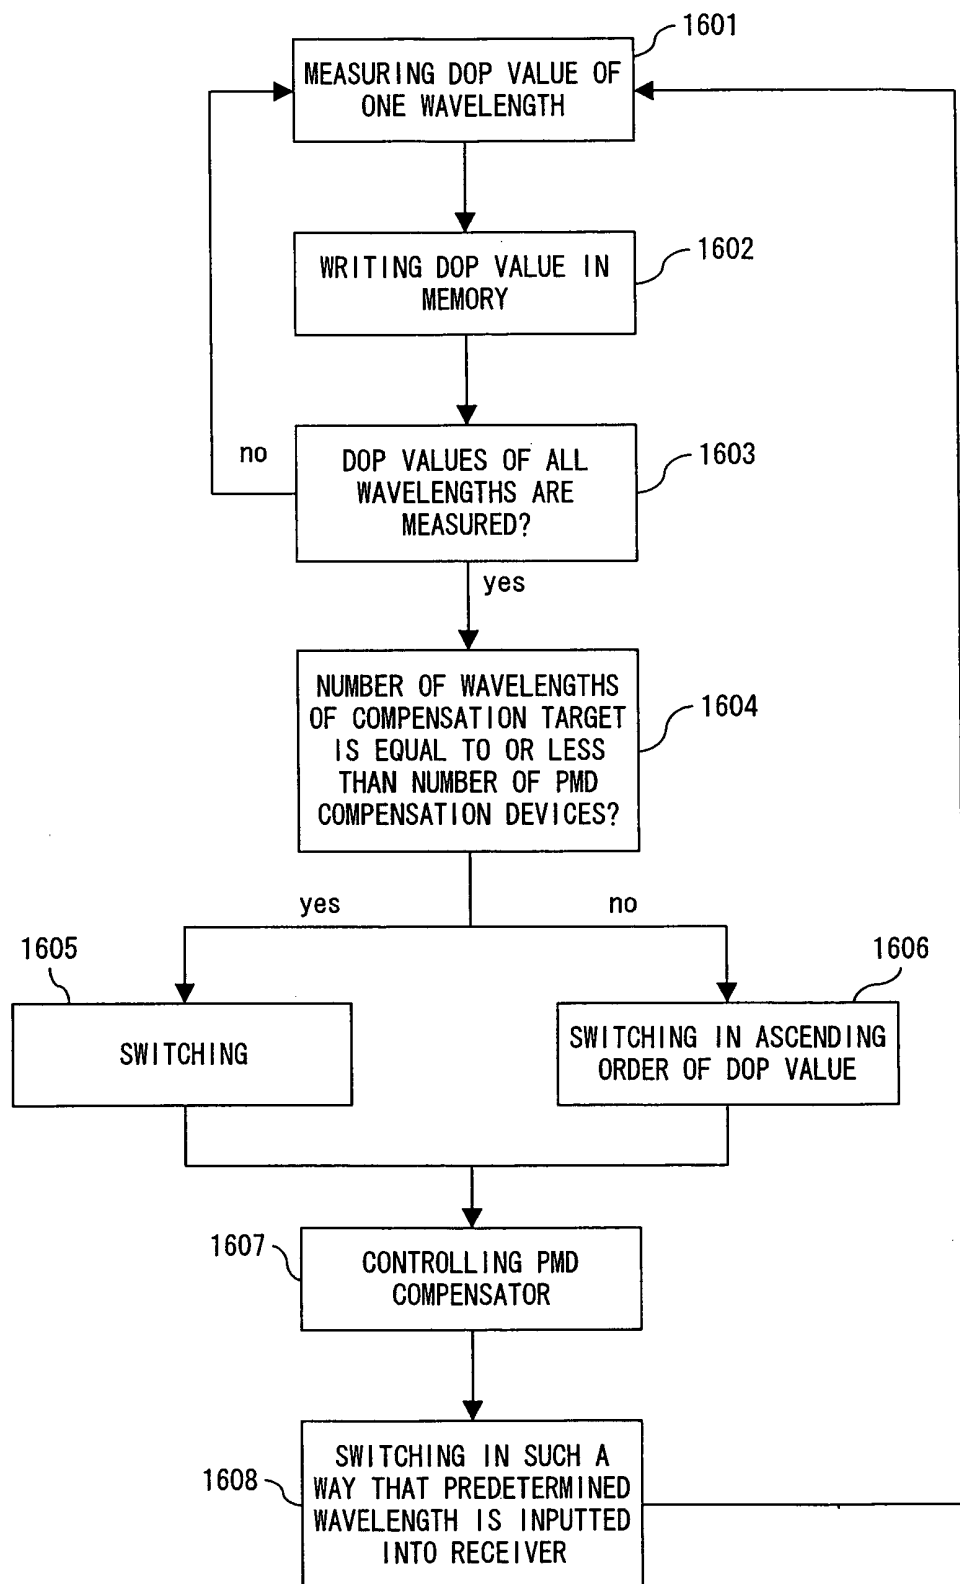 1601
MEASURING DOP VALUE OF
ONE WAVELENGTH
1602
WRITING DOP VALUE IN
MEMORY
no
1603
DOP VALUES OF ALL
WAVELENGTHS ARE
MEASURED?
yes
NUMBER OF WAVELENGTHS
OF COMPENSATION TARGET
IS EQUAL TO OR LESS
THAN NUMBER OF PMD
COMPENSATION DEVICES?
1604
yes
no
1605
SWITCHING
1606
SWITCHING IN ASCENDING
ORDER OF DOP VALUE
1607
CONTROLLING PMD
COMPENSATOR
1608
SWITCHING IN SUCH A
WAY THAT PREDETERMINED
WAVELENGTH IS INPUTTED
INTO RECEIVER